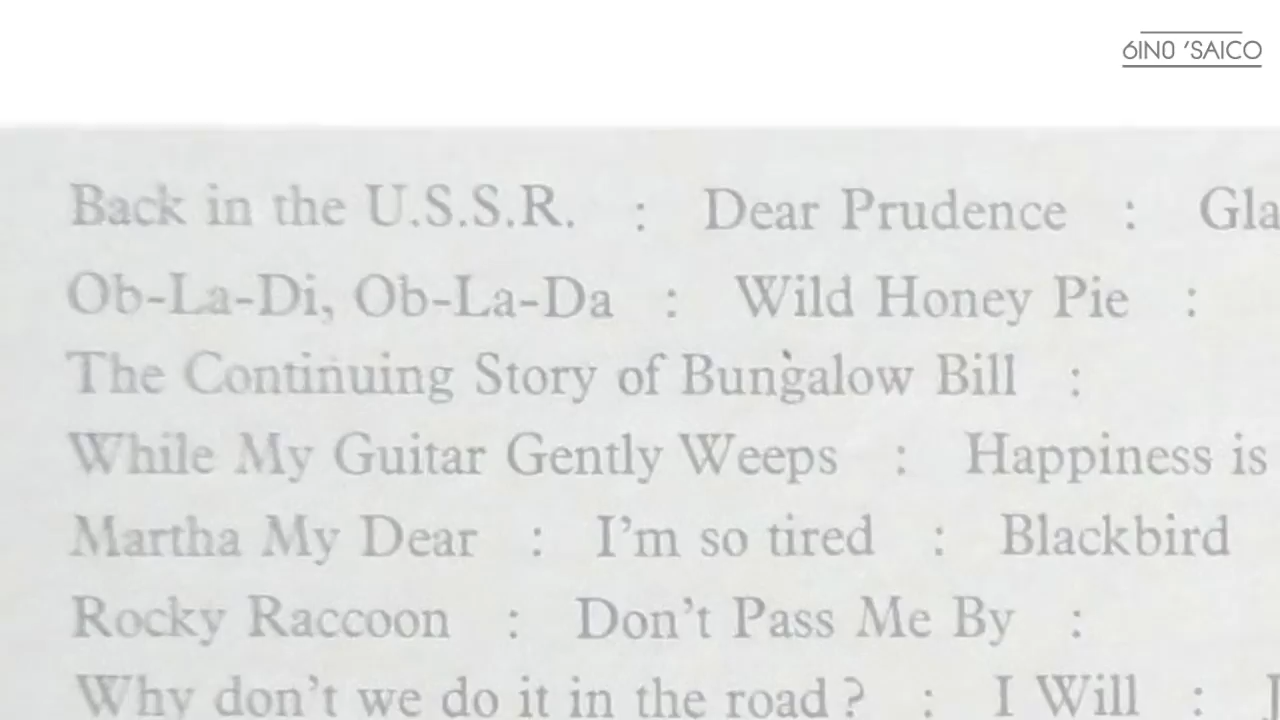 6IN0 ‘SAICO
Back in the U.S.S.R. : Dear Prudence : Gla
Ob-La-Di, Ob-La-Da : Wild Honey Pie :
The Continuing Story of Bungalow Bill :
While My Guitar Gently Weeps : Happiness is
Martha My Dear : I’m so tired : Blackbird
Rocky Raccoon : Don’t Pass Me By :
Why don’t we do it in the road? : I Will :